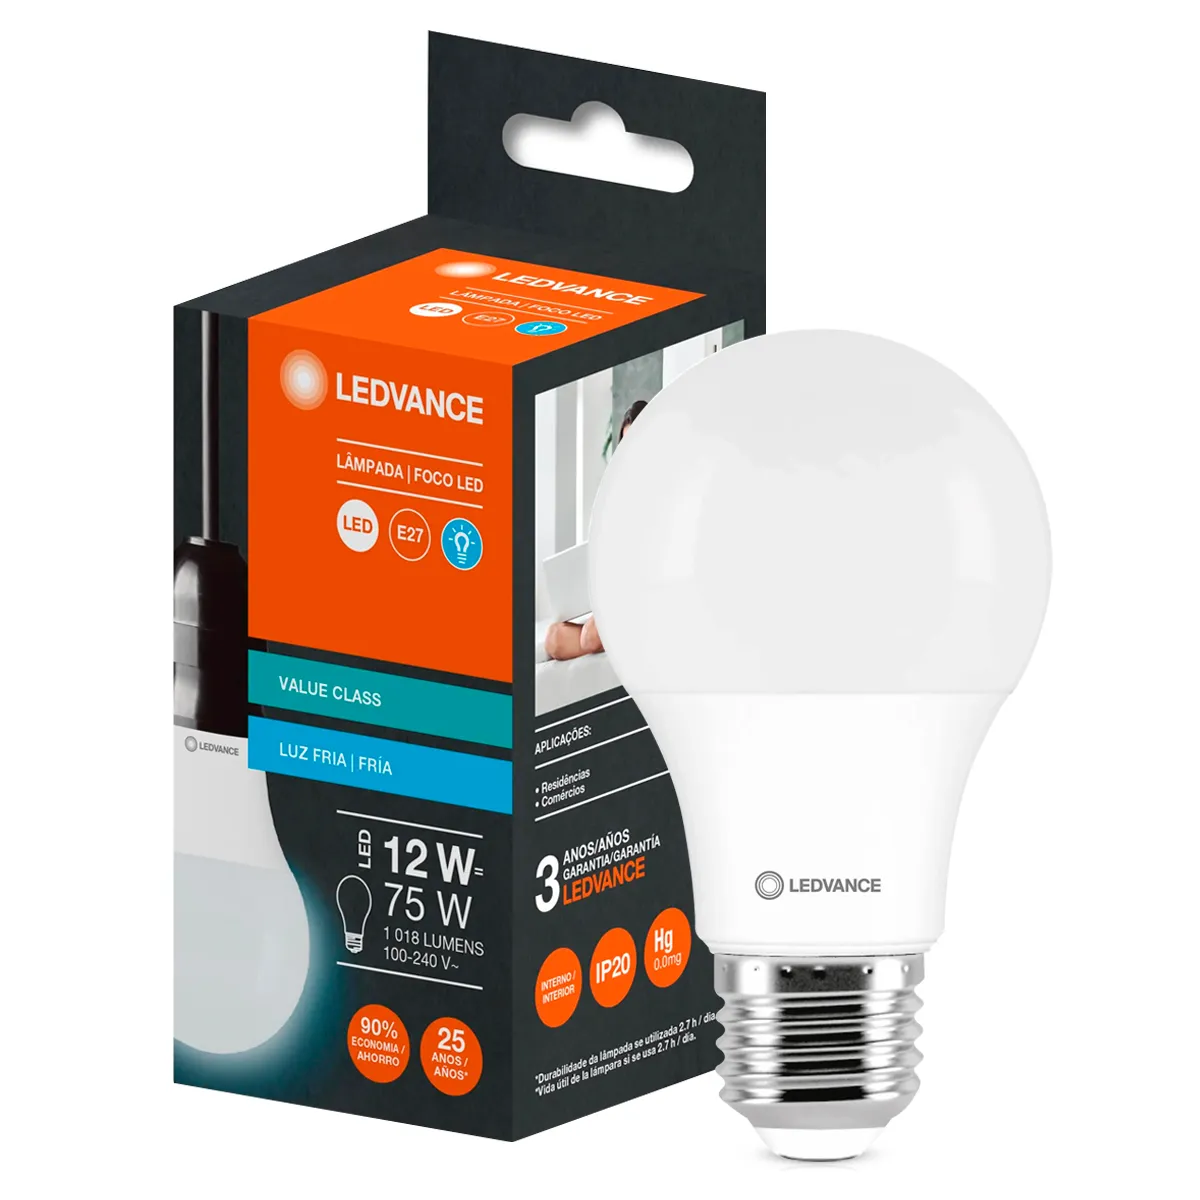 LEDVANCE
LÂMPADA | FOCO LED
LED E27
LEDVANCE
LÂMPADA | FOCO LED
LED E27
VALUE CLASS
LUZ FRIA | FRÍA
LEDVANCE
LED
12 W=
75 W
1 018 LUMENS
100-240 V~
90%
ECONOMIA /
AHORRO
25
ANOS /
AÑOS*
APLICAÇÕES:
• Residências
• Comércios
3 ANOS/AÑOS
GARANTIA/GARANTÍA
LEDVANCE
INTERNO /
INTERIOR
IP20
Hg
0.0mg
*Durabilidade da lâmpada se utilizada 2.7 h / dia.
*Vida útil de la lámpara si se usa 2.7 h / día.
LEDVANCE